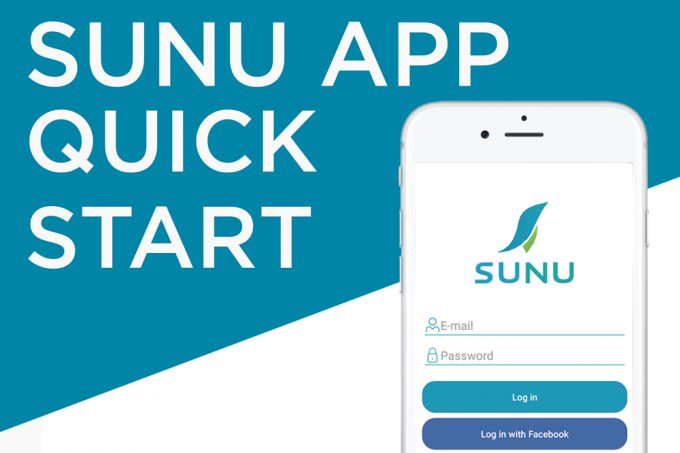 SUNU APP
QUICK
START
SUNU
E-mail
Password
Log in
Log in with Facebook